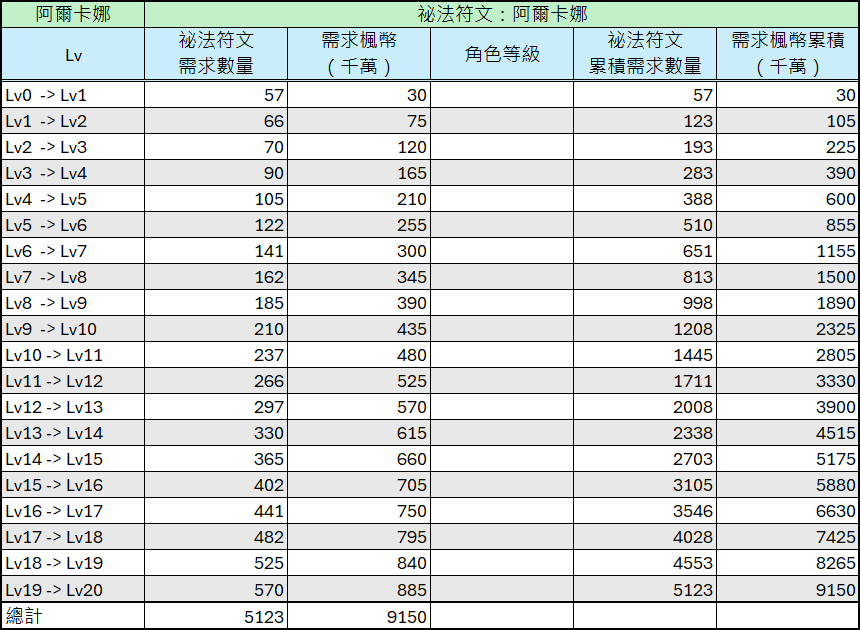 阿爾卡娜 祕法符文：阿爾卡娜
Lv 祕法符文 需求數量 需求楓幣 （千萬） 角色等級 祕法符文 累積需求數量 需求楓幣累積 （千萬）
Lv0 -> Lv1 57 30 57 30
Lv1 -> Lv2 66 75 123 105
Lv2 -> Lv3 70 120 193 225
Lv3 -> Lv4 90 165 283 390
Lv4 -> Lv5 105 210 388 600
Lv5 -> Lv6 122 255 510 855
Lv6 -> Lv7 141 300 651 1155
Lv7 -> Lv8 162 345 813 1500
Lv8 -> Lv9 185 390 998 1890
Lv9 -> Lv10 210 435 1208 2325
Lv10 -> Lv11 237 480 1445 2805
Lv11 -> Lv12 266 525 1711 3330
Lv12 -> Lv13 297 570 2008 3900
Lv13 -> Lv14 330 615 2338 4515
Lv14 -> Lv15 365 660 2703 5175
Lv15 -> Lv16 402 705 3105 5880
Lv16 -> Lv17 441 750 3546 6630
Lv17 -> Lv18 482 795 4028 7425
Lv18 -> Lv19 525 840 4553 8265
Lv19 -> Lv20 570 885 5123 9150
總計 5123 9150